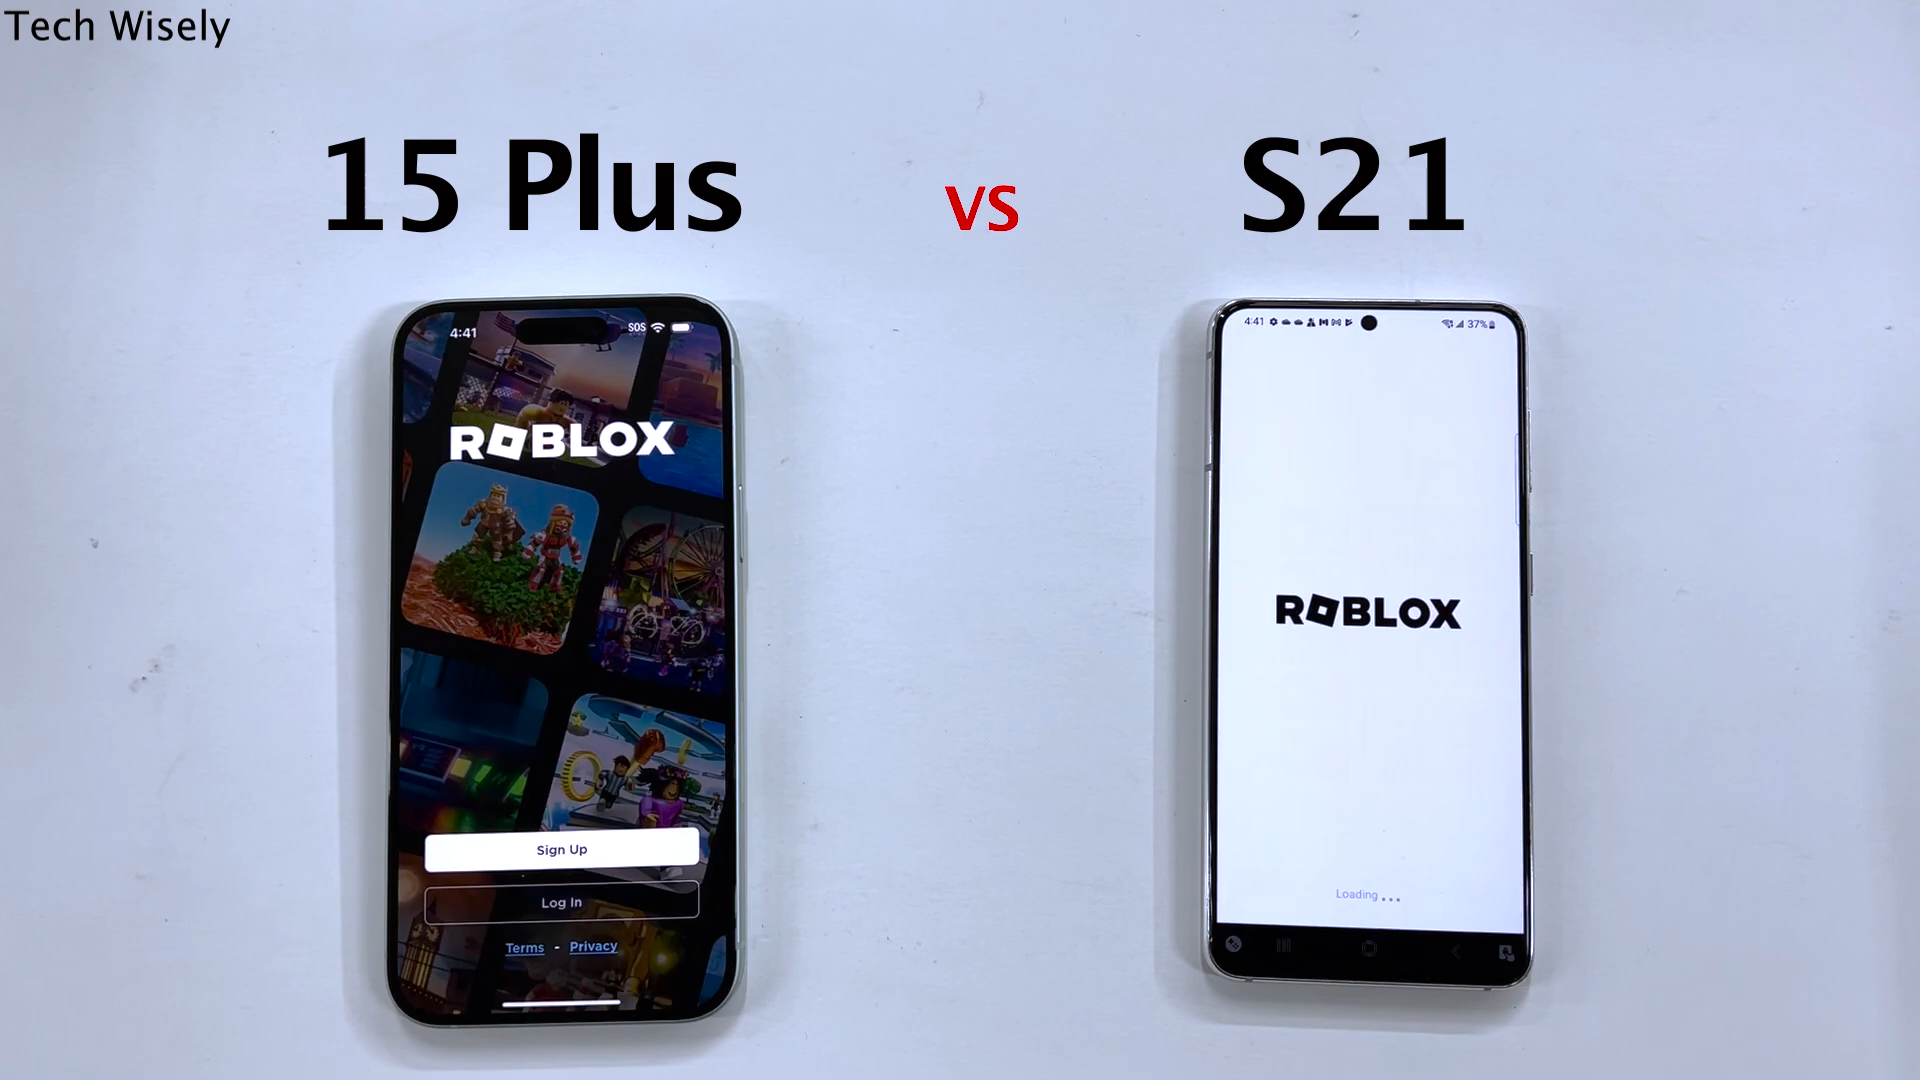 Tech Wisely
15 Plus vs S21
4:41 SOS
ROBLOX
Sign Up
Log In
Terms - Privacy
4:41 37%
ROBLOX
Loading...